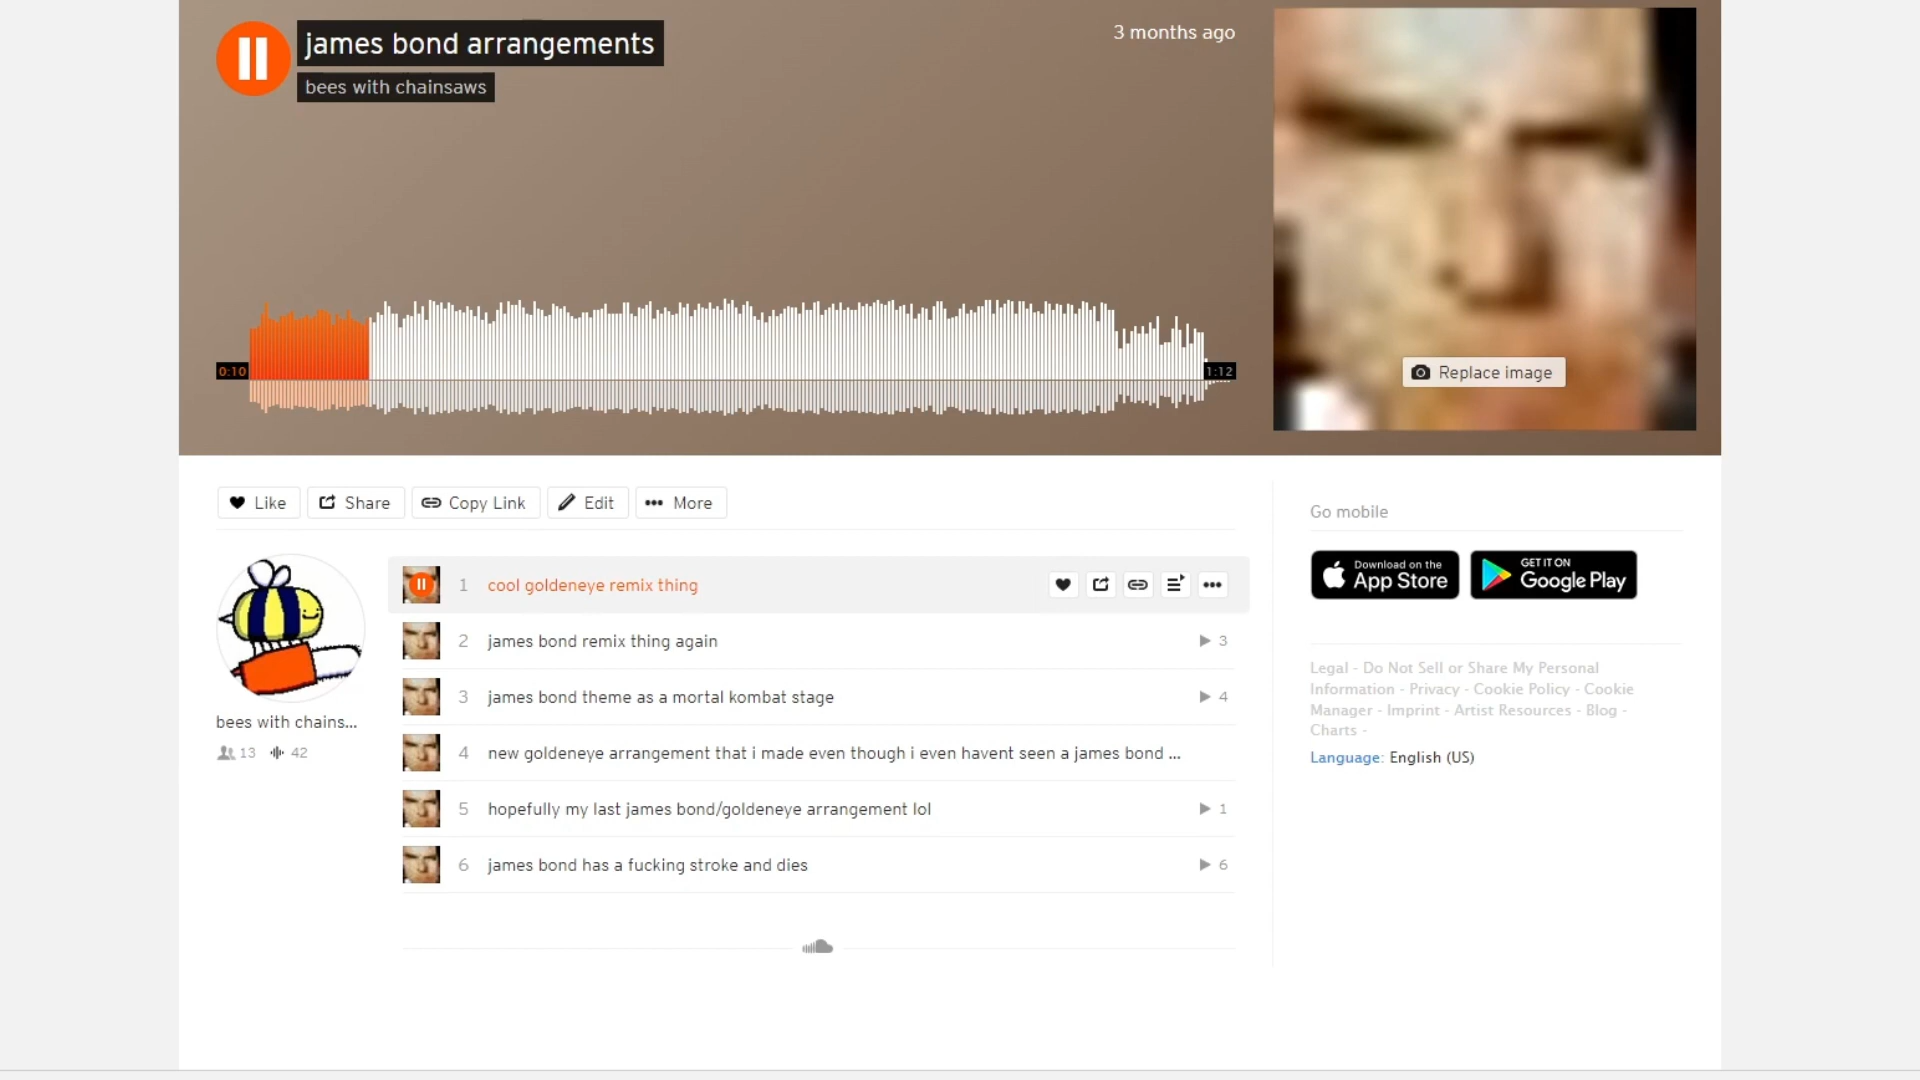 james bond arrangements
bees with chainsaws
3 months ago
0:10
1:12
Replace image
Like
Share
Copy Link
Edit
More
bees with chains...
13
42
1 cool goldeneye remix thing
2 james bond remix thing again 3
3 james bond theme as a mortal kombat stage 4
4 new goldeneye arrangement that i made even though i even havent seen a james bond ...
5 hopefully my last james bond/goldeneye arrangement lol 1
6 james bond has a fucking stroke and dies 6
Go mobile
Download on the
App Store
GET IT ON
Google Play
Legal - Do Not Sell or Share My Personal
Information - Privacy - Cookie Policy - Cookie
Manager - Imprint - Artist Resources - Blog -
Charts -
Language: English (US)